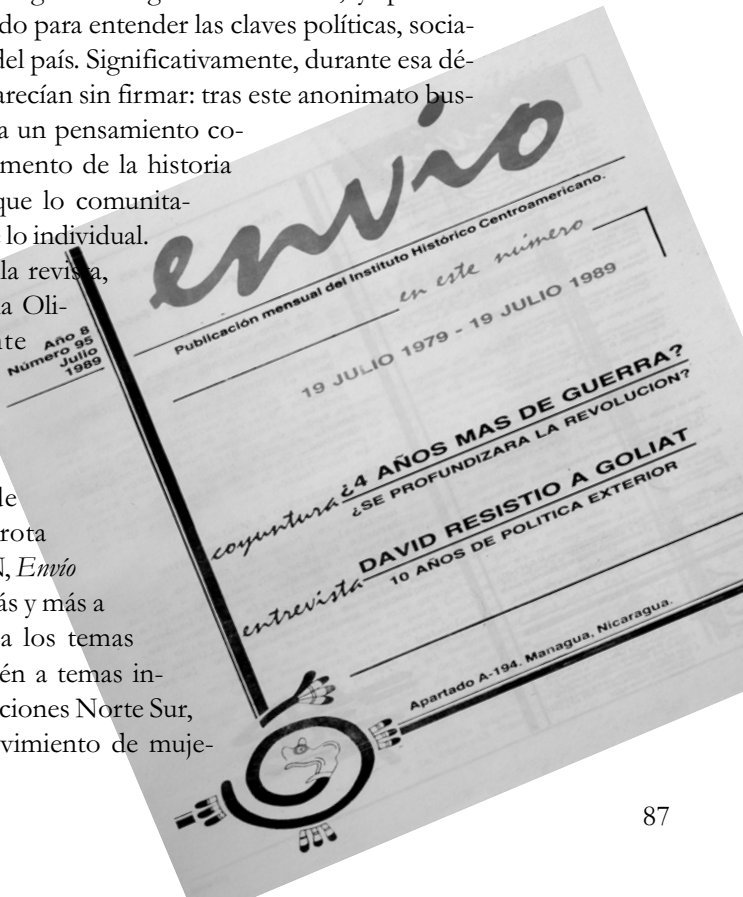 do para entender las claves políticas, socia-
del país. Significativamente, durante esa dé-
arecían sin firmar: tras este anonimato bus-
a un pensamiento co-
mento de la historia
que lo comunita-
lo individual.
la revista,
a Oli-
nte
de
rota
N, Envío
ás y más a
a los temas
én a temas in-
ciones Norte Sur,
vimiento de muje-
envío
Publicación mensual del Instituto Histórico Centroamericano.
en este número
Año 8
Número 95
Julio
1989
19 JULIO 1979 - 19 JULIO 1989
coyuntura ¿4 AÑOS MAS DE GUERRA?
¿SE PROFUNDIZARA LA REVOLUCION?
entrevista DAVID RESISTIO A GOLIAT
10 AÑOS DE POLITICA EXTERIOR
Apartado A-194. Managua, Nicaragua.
87